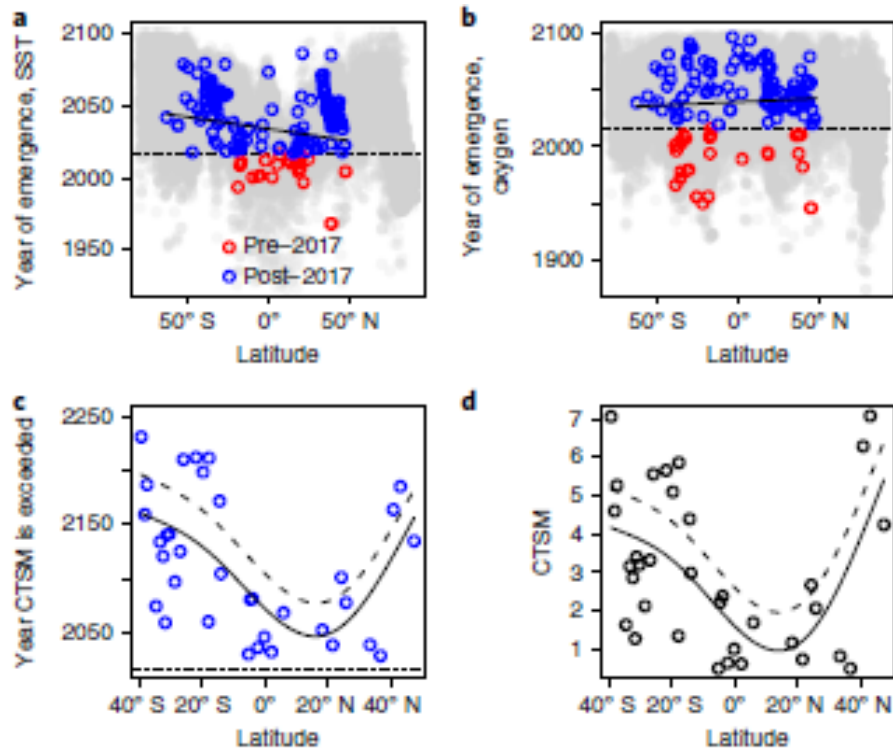 a
Year of emergence, SST
2100
2050
2000
1950
Pre–2017
Post–2017
50° S 0° 50° N
Latitude
b
Year of emergence,
oxygen
2100
2000
1900
50° S 0° 50° N
Latitude
c
Year CTSM is exceeded
2250
2150
2050
40° S 20° S 0° 20° N 40° N
Latitude
d
CTSM
7
6
5
4
3
2
1
40° S 20° S 0° 20° N 40° N
Latitude